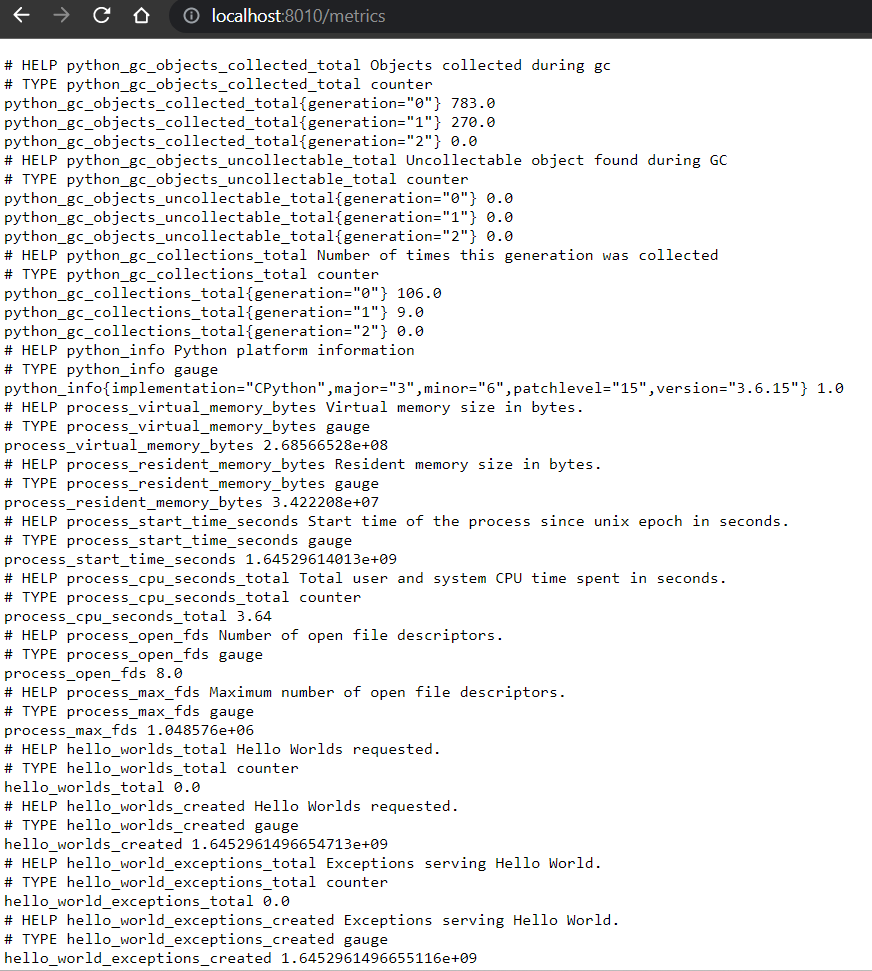 localhost:8010/metrics
# HELP python_gc_objects_collected_total Objects collected during gc
# TYPE python_gc_objects_collected_total counter
python_gc_objects_collected_total{generation="0"} 783.0
python_gc_objects_collected_total{generation="1"} 270.0
python_gc_objects_collected_total{generation="2"} 0.0
# HELP python_gc_objects_uncollectable_total Uncollectable object found during GC
# TYPE python_gc_objects_uncollectable_total counter
python_gc_objects_uncollectable_total{generation="0"} 0.0
python_gc_objects_uncollectable_total{generation="1"} 0.0
python_gc_objects_uncollectable_total{generation="2"} 0.0
# HELP python_gc_collections_total Number of times this generation was collected
# TYPE python_gc_collections_total counter
python_gc_collections_total{generation="0"} 106.0
python_gc_collections_total{generation="1"} 9.0
python_gc_collections_total{generation="2"} 0.0
# HELP python_info Python platform information
# TYPE python_info gauge
python_info{implementation="CPython",major="3",minor="6",patchlevel="15",version="3.6.15"} 1.0
# HELP process_virtual_memory_bytes Virtual memory size in bytes.
# TYPE process_virtual_memory_bytes gauge
process_virtual_memory_bytes 2.68566528e+08
# HELP process_resident_memory_bytes Resident memory size in bytes.
# TYPE process_resident_memory_bytes gauge
process_resident_memory_bytes 3.422208e+07
# HELP process_start_time_seconds Start time of the process since unix epoch in seconds.
# TYPE process_start_time_seconds gauge
process_start_time_seconds 1.64529614013e+09
# HELP process_cpu_seconds_total Total user and system CPU time spent in seconds.
# TYPE process_cpu_seconds_total counter
process_cpu_seconds_total 3.64
# HELP process_open_fds Number of open file descriptors.
# TYPE process_open_fds gauge
process_open_fds 8.0
# HELP process_max_fds Maximum number of open file descriptors.
# TYPE process_max_fds gauge
process_max_fds 1.048576e+06
# HELP hello_worlds_total Hello Worlds requested.
# TYPE hello_worlds_total counter
hello_worlds_total 0.0
# HELP hello_worlds_created Hello Worlds requested.
# TYPE hello_worlds_created gauge
hello_worlds_created 1.6452961496654713e+09
# HELP hello_world_exceptions_total Exceptions serving Hello World.
# TYPE hello_world_exceptions_total counter
hello_world_exceptions_total 0.0
# HELP hello_world_exceptions_created Exceptions serving Hello World.
# TYPE hello_world_exceptions_created gauge
hello_world_exceptions_created 1.6452961496655116e+09